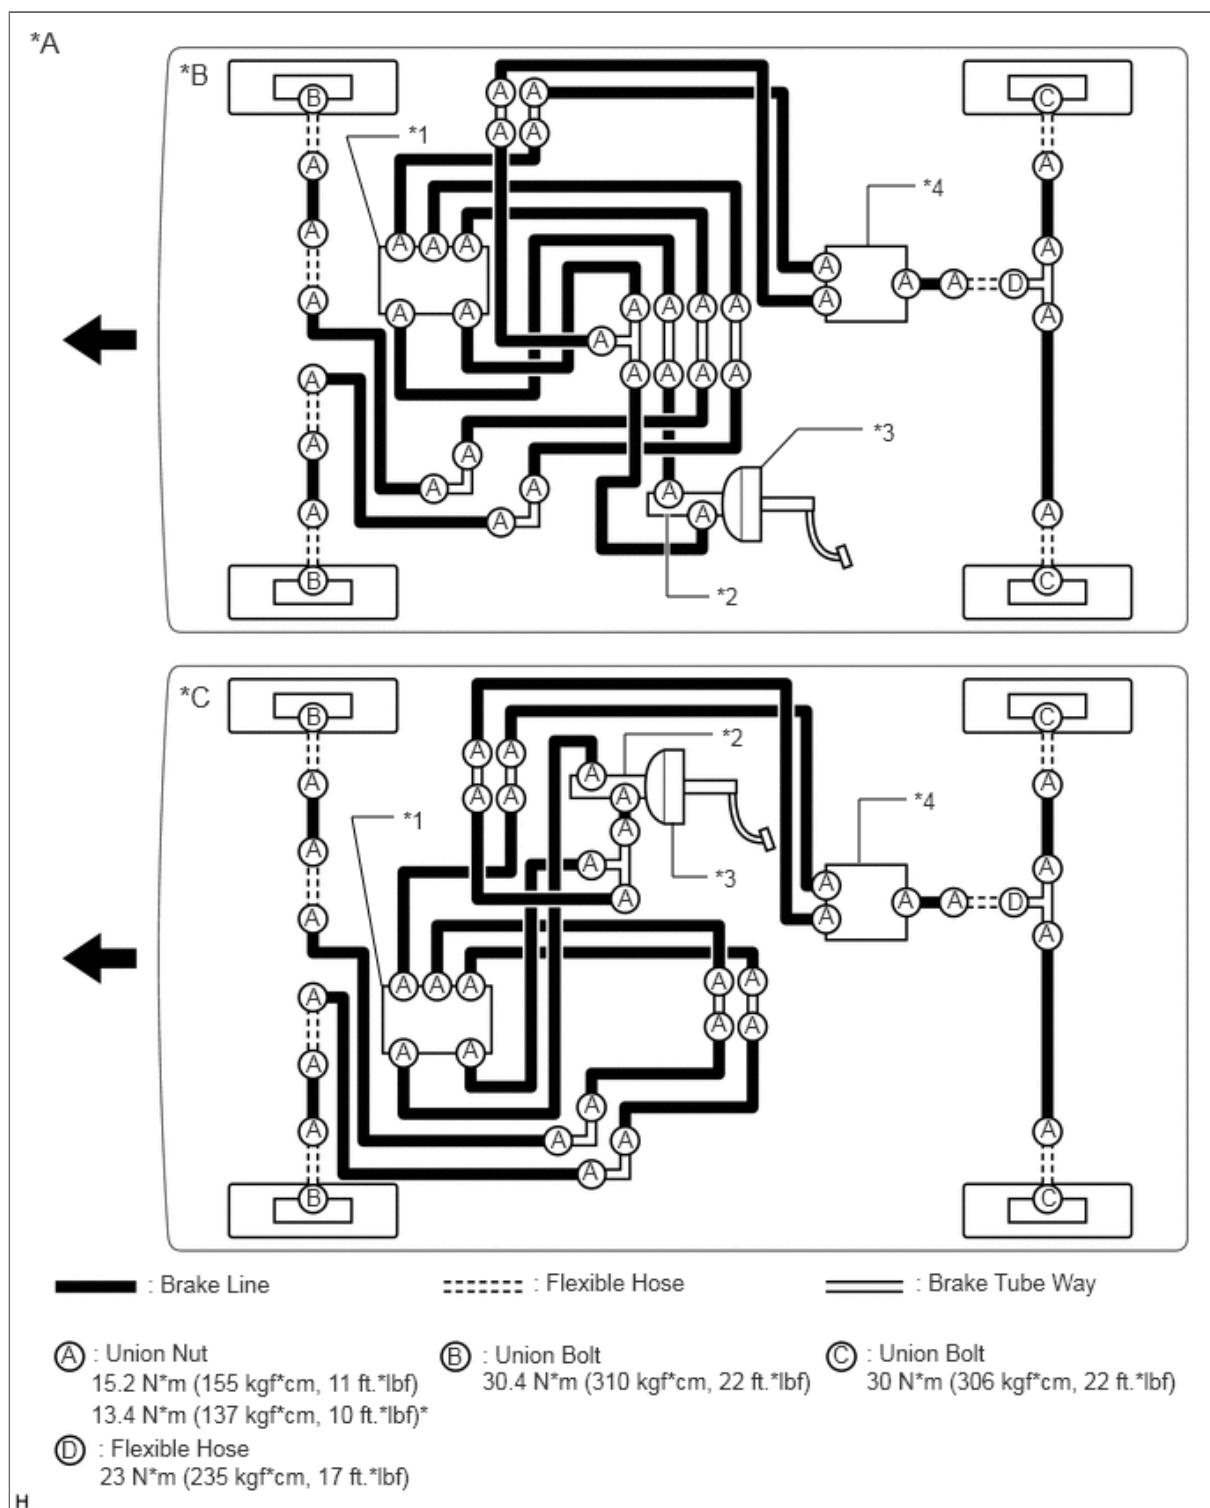 *A
*B
B A A C
A A *1
A A
*4
A A A A A
A
A A D
A A A A A A A A A
A
A A A A A
*3
A A
A A A
A A A A
B C
*2
*C
B C
*2
A A
A A A
A A A *4
*1 A
A A A
*3 A
A A A D
A A A
A A A A A
A
A A
A A A
A
A A A A
A
B C
: Brake Line : Flexible Hose : Brake Tube Way
A : Union Nut B : Union Bolt C : Union Bolt
15.2 N*m (155 kgf*cm, 11 ft.*lbf) 30.4 N*m (310 kgf*cm, 22 ft.*lbf) 30 N*m (306 kgf*cm, 22 ft.*lbf)
13.4 N*m (137 kgf*cm, 10 ft.*lbf)*
D : Flexible Hose
23 N*m (235 kgf*cm, 17 ft.*lbf)
H